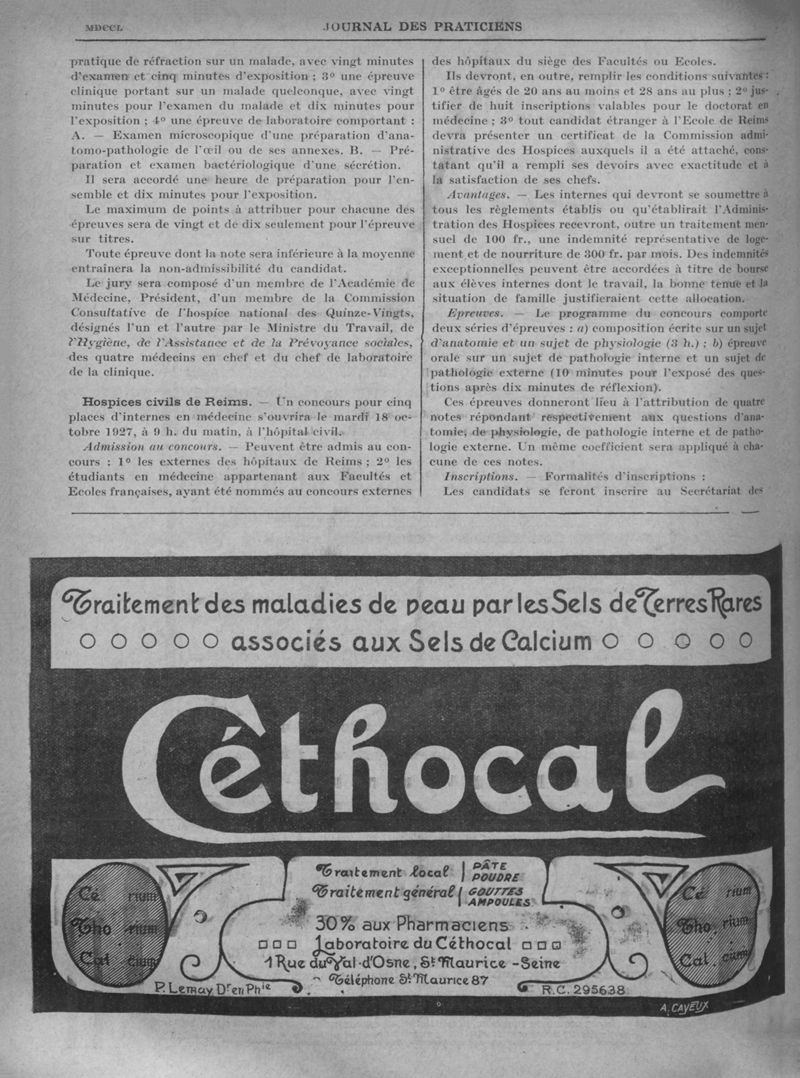 MDCCL
JOURNAL DES PRATICIENS
pratique de réfraction sur un malade, avec vingt minutes
d'examen et cinq minutes d'exposition ; 3º une épreuve
clinique portant sur un malade quelconque, avec vingt
minutes pour l'examen du malade et dix minutes pour
l'exposition ; 4º une épreuve de laboratoire comportant :
A. — Examen microscopique d'une préparation d'ana-
tomo-pathologie de l'œil ou de ses annexes. B. — Pré-
paration et examen bactériologique d'une sécrétion.
Il sera accordé une heure de préparation pour l'en-
semble et dix minutes pour l'exposition.
Le maximum de points à attribuer pour chacune des
épreuves sera de vingt et de dix seulement pour l'épreuve
sur titres.
Toute épreuve dont la note sera inférieure à la moyenne
entrainera la non-admissibilité du candidat.
Le jury sera composé d'un membre de l'Académie de
Médecine, Président, d'un membre de la Commission
Consultative de l'hospice national des Quinze-Vingts,
désignés l'un et l'autre par le Ministre du Travail, de
l'Hygiène, de l'Assistance et de la Prévoyance sociales,
des quatre médecins en chef et du chef de laboratoire
de la clinique.
Hospices civils de Reims. — Un concours pour cinq
places d'internes en médecine s'ouvrira le mardi 18 oc-
tobre 1927, à 9 h. du matin, à l'hôpital civil.
Admission au concours. — Peuvent être admis au con-
cours : 1º les externes des hôpitaux de Reims ; 2º les
étudiants en médecine appartenant aux Facultés et
Ecoles françaises, ayant été nommés au concours externes
des hôpitaux du siège des Facultés ou Ecoles.
Ils devront, en outre, remplir les conditions suivantes :
1º être âgés de 20 ans au moins et 28 ans au plus ; 2º jus-
tifier de huit inscriptions valables pour le doctorat en
médecine ; 3º tout candidat étranger à l'Ecole de Reims
devra présenter un certificat de la Commission admi-
nistrative des Hospices auxquels il a été attaché, cons-
tatant qu'il a rempli ses devoirs avec exactitude et à
la satisfaction de ses chefs.
Avantages. — Les internes qui devront se soumettre à
tous les règlements établis ou qu'établirait l'Adminis-
tration des Hospices recevront, outre un traitement men-
suel de 100 fr., une indemnité représentative de loge-
ment et de nourriture de 300 fr. par mois. Des indemnités
exceptionnelles peuvent être accordées à titre de bourse
aux élèves internes dont le travail, la bonne tenue et la
situation de famille justifieraient cette allocation.
Epreuves. — Le programme du concours comporte
deux séries d'épreuves : a) composition écrite sur un sujet
d'anatomie et un sujet de physiologie (3 h.) ; b) épreuve
orale sur un sujet de pathologie interne et un sujet de
pathologie externe (10 minutes pour l'exposé des ques-
tions après dix minutes de réflexion).
Ces épreuves donneront lieu à l'attribution de quatre
notes répondant respectivement aux questions d'ana-
tomie, de physiologie, de pathologie interne et de patho-
logie externe. Un même coefficient sera appliqué à cha-
cune de ces notes.
Inscriptions. — Formalités d'inscriptions :
Les candidats se feront inscrire au Secrétariat des
Traitement des maladies de peau par les Sels de Terres Rares
associés aux Sels de Calcium
Céthocal
Traitement local | PÂTE POUDRE
Traitement général | GOUTTES AMPOULES
30% aux Pharmaciens
Laboratoire du Céthocal
1 Rue du Val-d'Osne, St Maurice - Seine
Téléphone St Maurice 87
Cé rium
Tho rium
Cal cium
Cé rium
Tho rium
Cal cium
P. Lemay Dr en Phie
R.C. 295638
A. CAYEUX